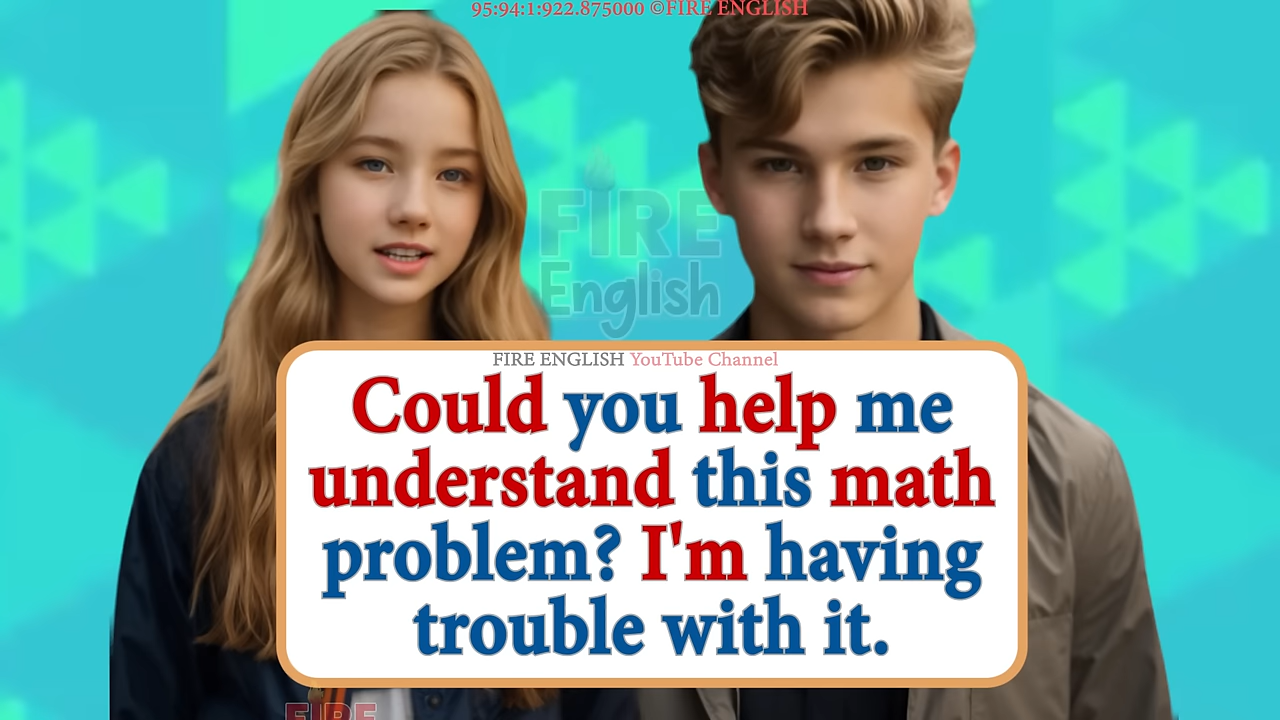 95:94:1:922.875000 ©FIRE ENGLISH
FIRE
English
FIRE ENGLISH YouTube Channel
Could you help me
understand this math
problem? I'm having
trouble with it.
FIRE